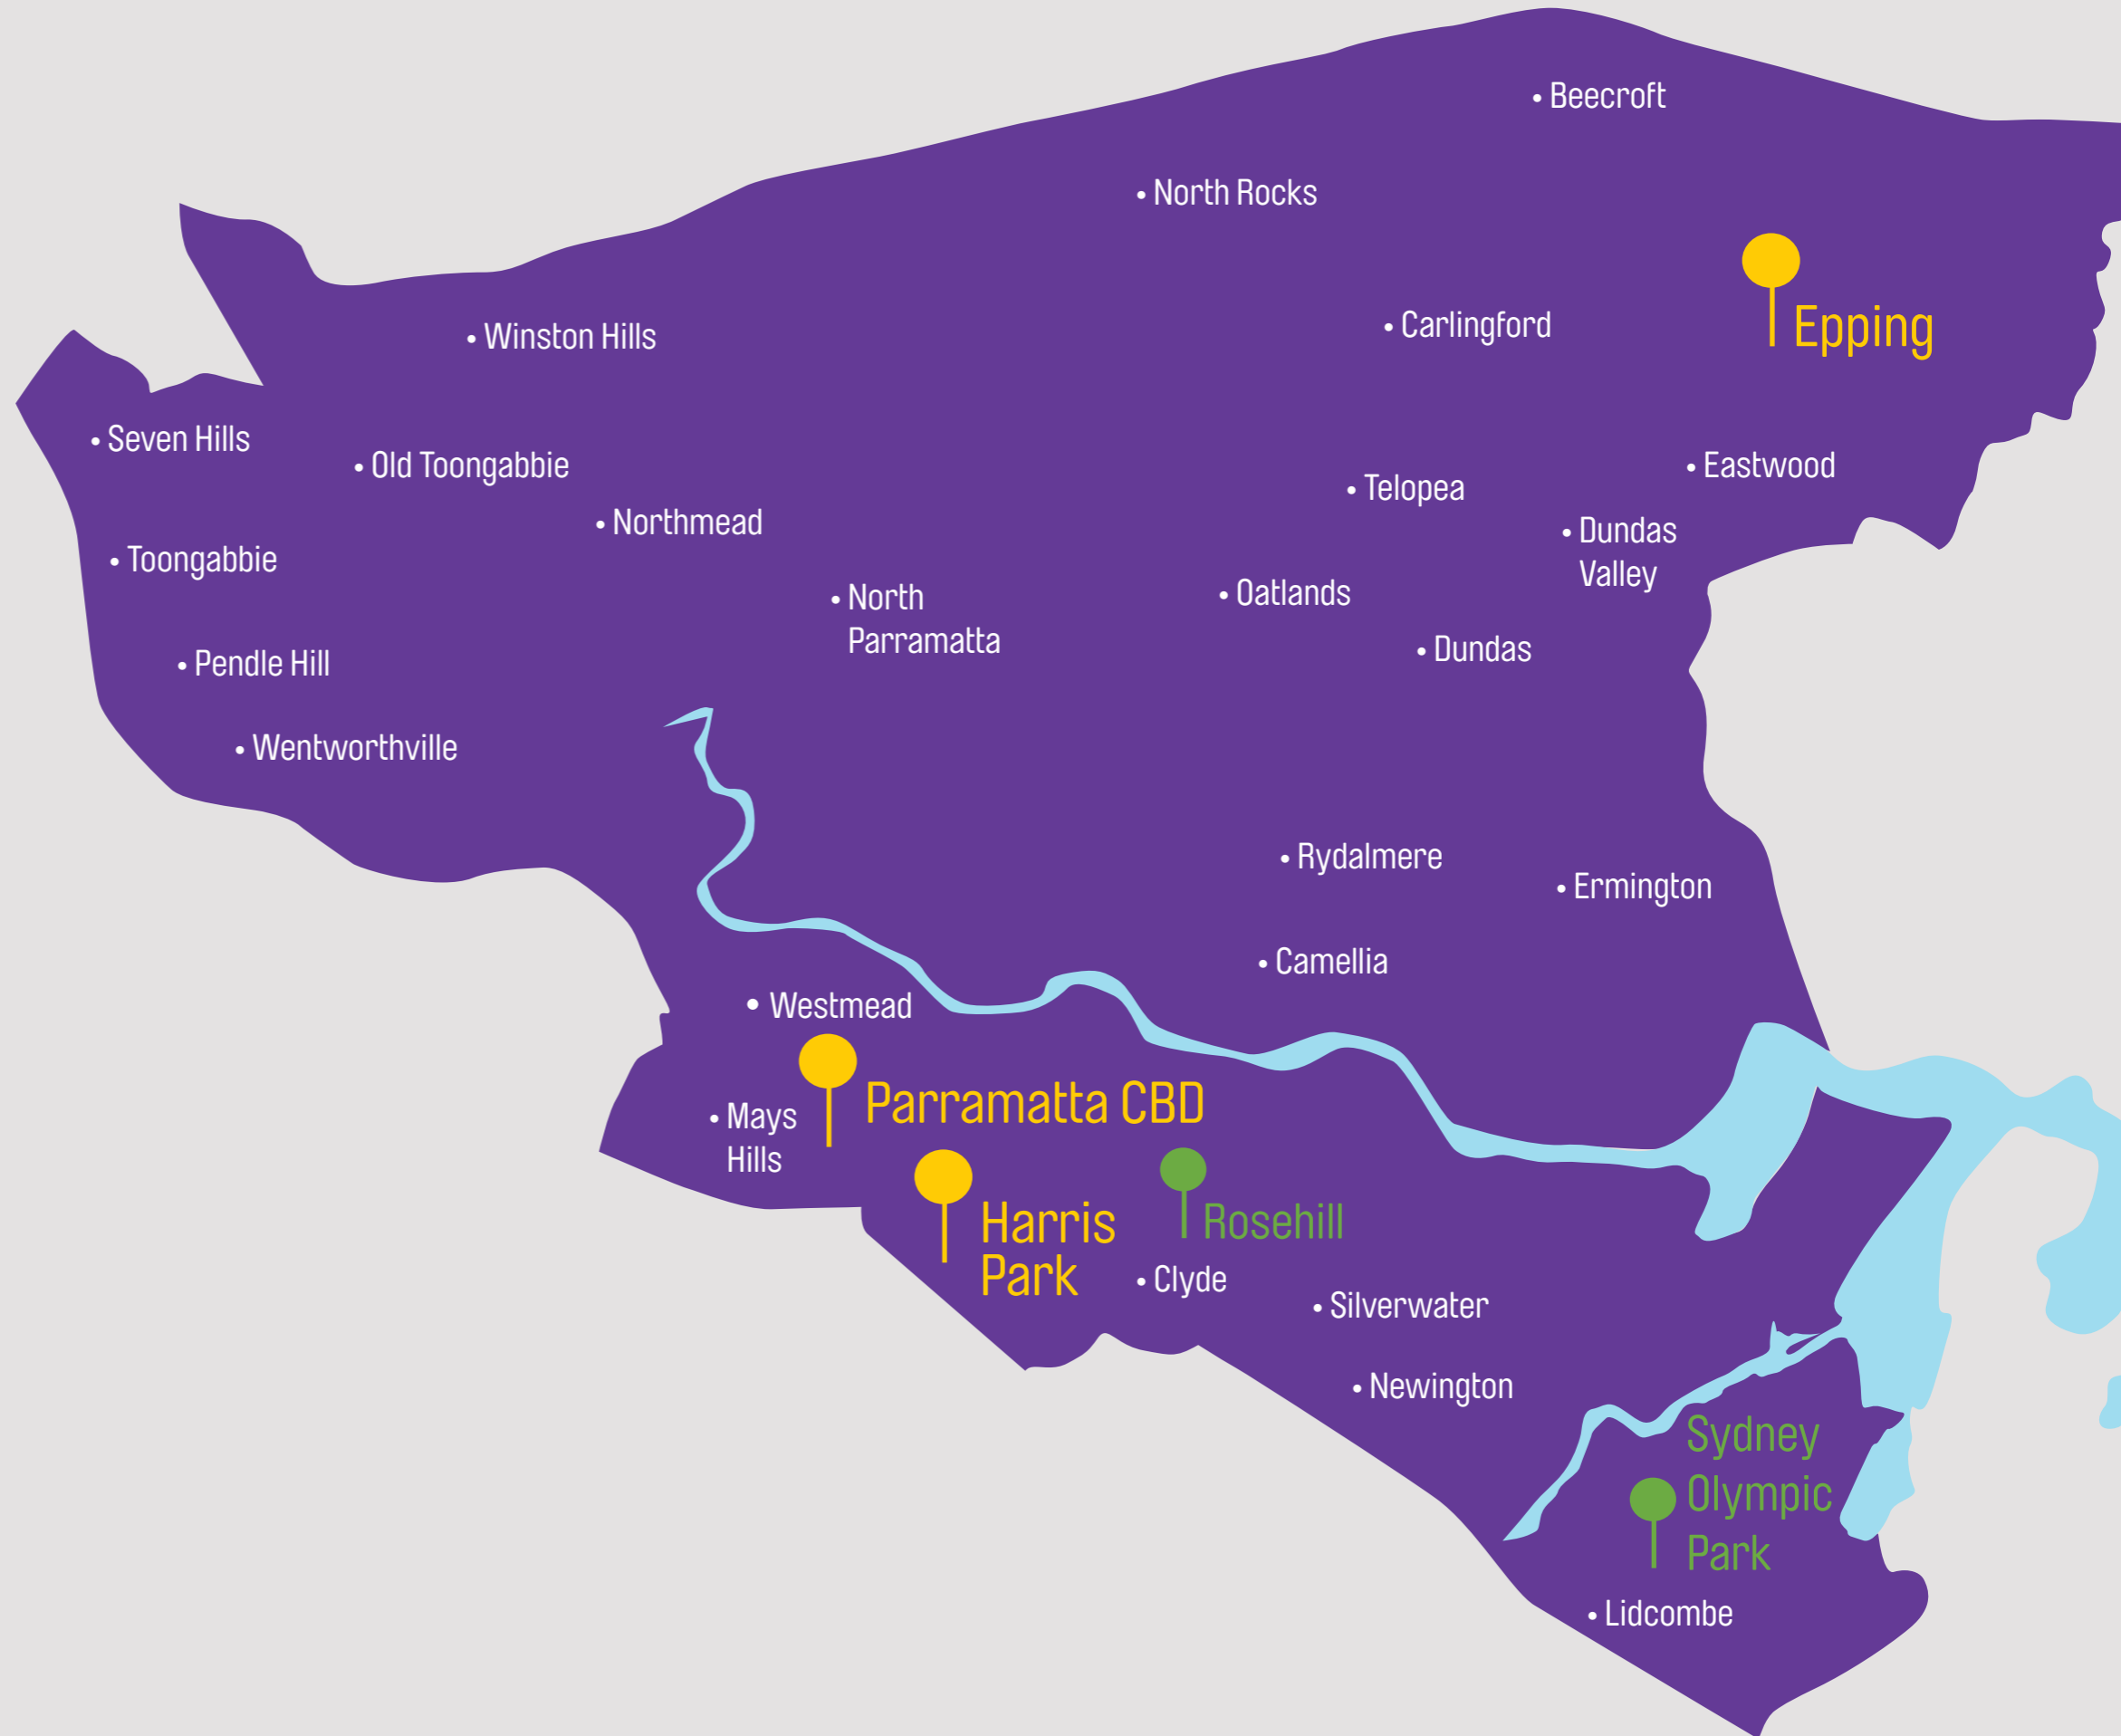 Beecroft
North Rocks
Epping
Carlingford
Winston Hills
Seven Hills
Old Toongabbie
Eastwood
Telopea
Northmead
Dundas
Valley
Toongabbie
North
Parramatta
Oatlands
Dundas
Pendle Hill
Wentworthville
Rydalmere
Ermington
Camellia
Westmead
Parramatta CBD
Mays
Hills
Harris
Park
Rosehill
Clyde
Silverwater
Newington
Sydney
Olympic
Park
Lidcombe